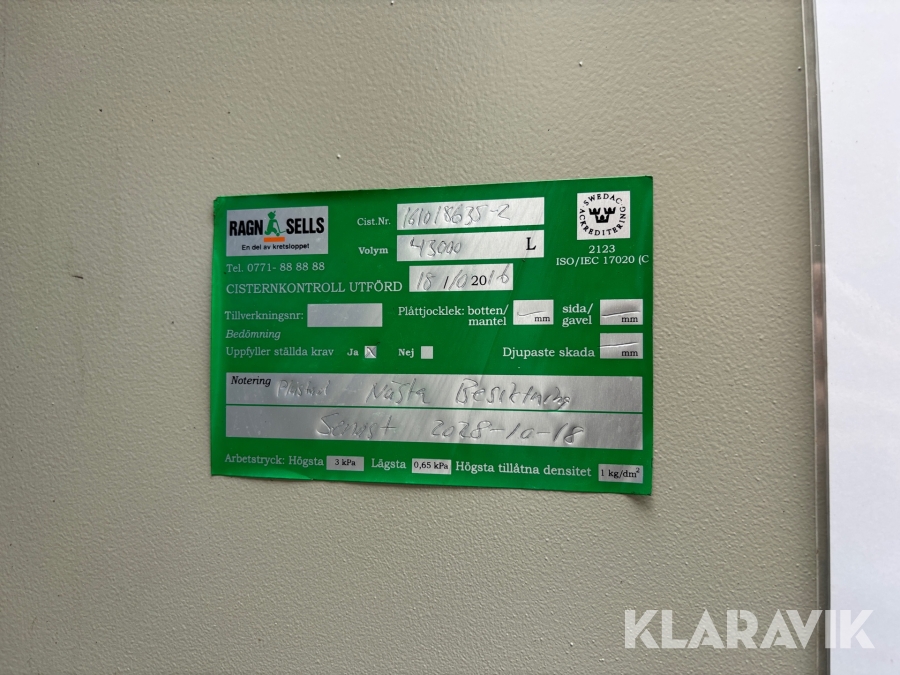 RAGN SELLS
En del av kretsloppet
Tel. 0771- 88 88 88
Cist.Nr. 161018635-2
Volym 43000 L
SWEDAC ACKREDITERING
2123
ISO/IEC 17020 (C
CISTERNKONTROLL UTFÖRD 18 / 10 2016
Tillverkningsnr:
Plåttjocklek: botten/mantel — mm sida/gavel — mm
Bedömning
Uppfyller ställda krav Ja X Nej
Djupaste skada — mm
Notering Nästa Besiktning
Senast 2028-10-18
Arbetstryck: Högsta 3 kPa Lägsta 0,65 kPa Högsta tillåtna densitet 1 kg/dm²
KLARAVIK